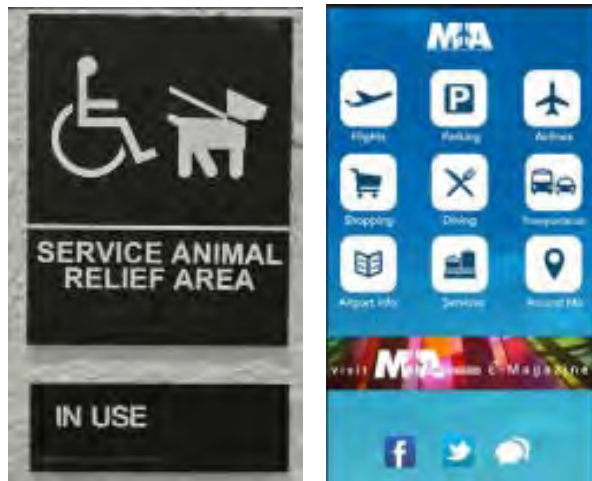 SERVICE ANIMAL
RELIEF AREA
IN USE
MIA
Flights
Parking
Airlines
Shopping
Dining
Transportation
Airport Info
Services
Around Me
visit
E-Magazine